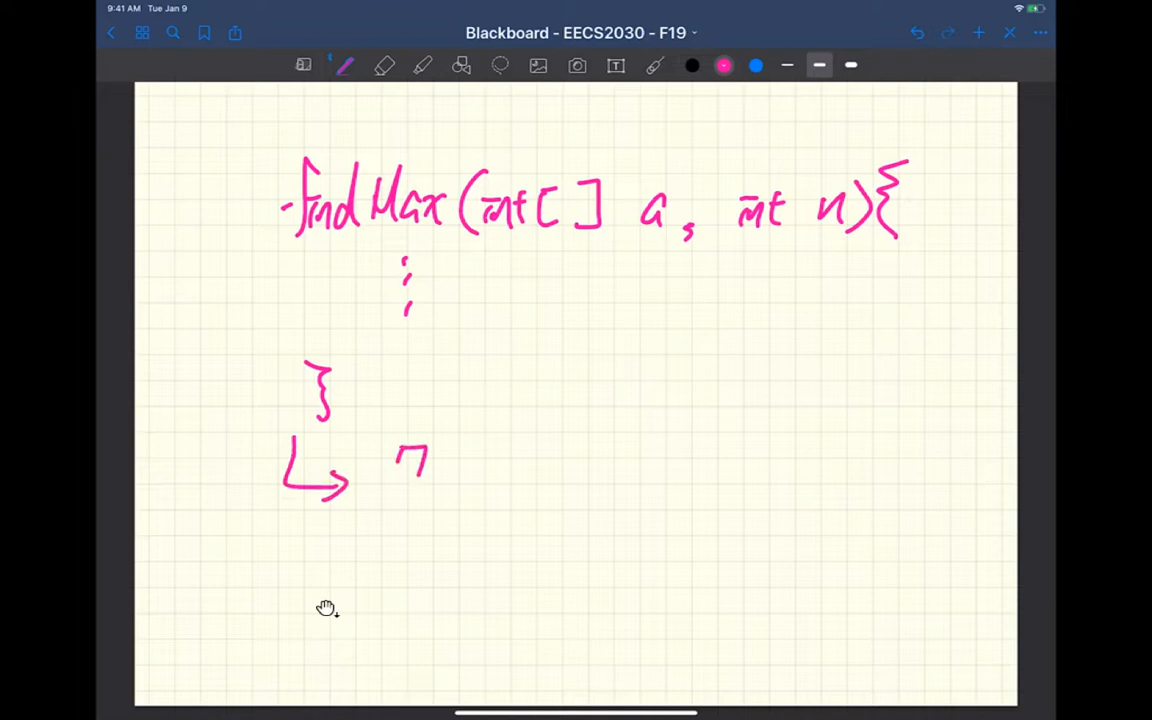 9:41 AM Tue Jan 9
Blackboard - EECS2030 - F19
findMax(int[] a, int n){
⋮
}
↳ 7